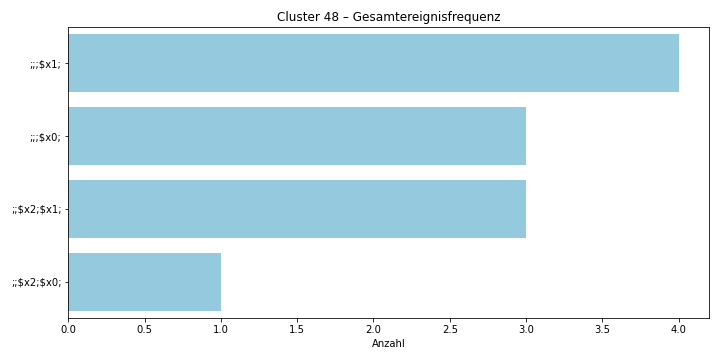 Cluster 48 – Gesamtereignisfrequenz
;;;$x1;
;;;$x0;
;;$x2;$x1;
;;$x2;$x0;
0.0 0.5 1.0 1.5 2.0 2.5 3.0 3.5 4.0
Anzahl